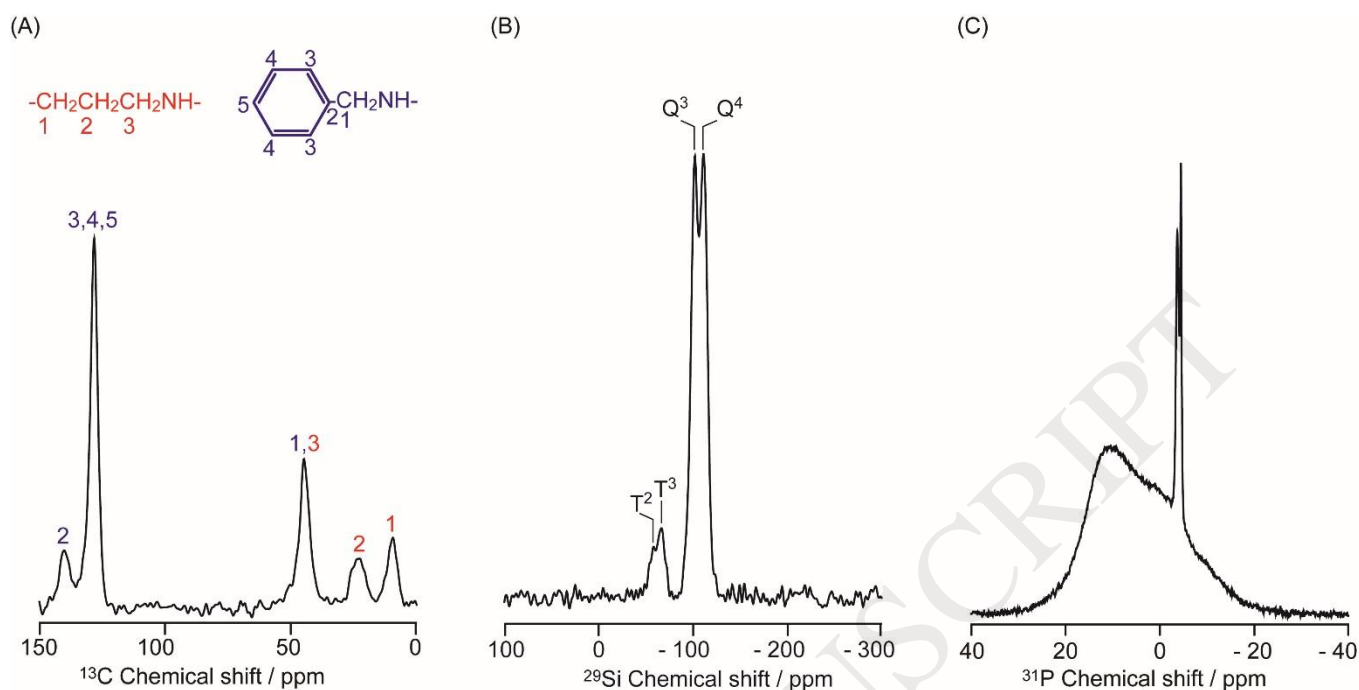 (A)
-CH₂CH₂CH₂NH-
1 2 3
4 3
5
CH₂NH-
2 1
4 3
3,4,5
2
1,3
2
1
150 100 50 0
¹³C Chemical shift / ppm
(B)
Q³ Q⁴
T² T³
100 0 - 100 - 200 - 300
²⁹Si Chemical shift / ppm
(C)
40 20 0 - 20 - 40
³¹P Chemical shift / ppm